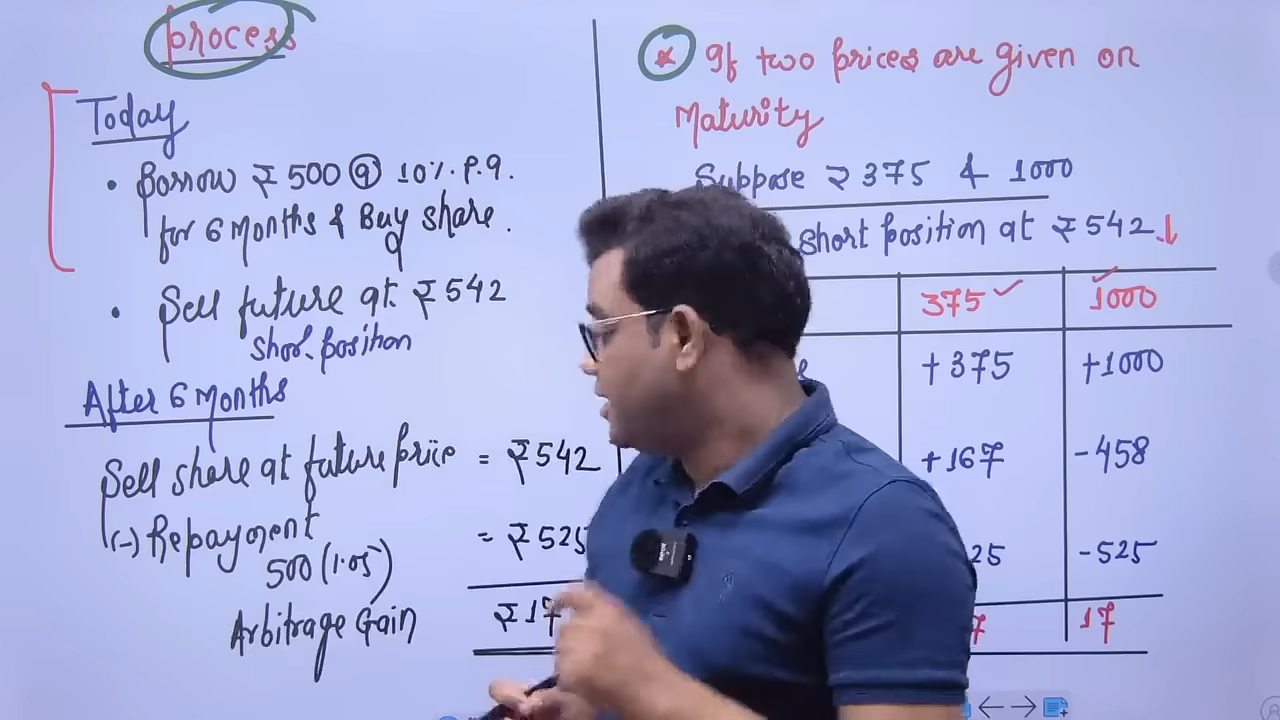 process
Today
• Borrow ₹500 @ 10% P.a.
for 6 Months & Buy share.
• Sell future at ₹542
Short position
After 6 Months
Sell share at future price = ₹542
(-) Repayment = ₹525
500 (1.05)
Arbitrage Gain ₹17
* If two prices are given on
Maturity
Suppose ₹375 & 1000
short position at ₹542 ↓
375 ✓ 1000 ✓
+375 +1000
+167 -458
25 -525
7 17